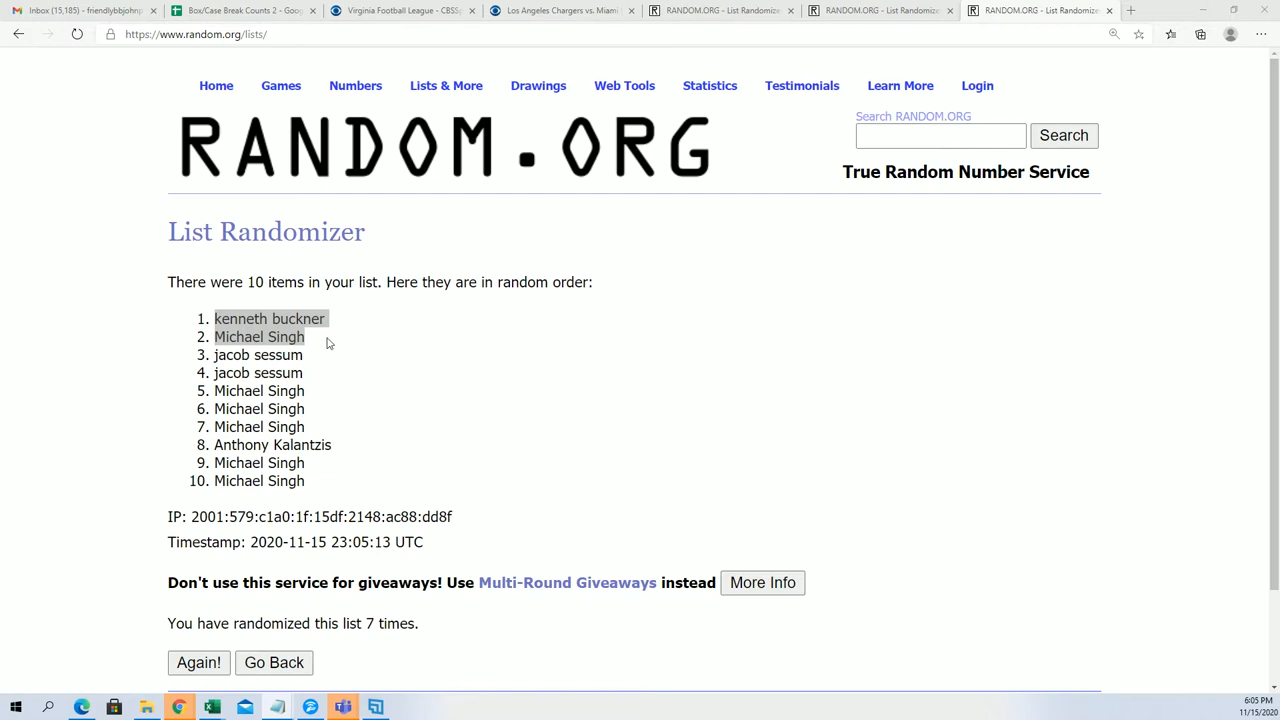 Inbox (15,185) - friendlybbjohnp
Box/Case Break Counts 2 - Goog
Virginia Football League - CBSS
Los Angeles Chargers vs. Miami
RANDOM.ORG - List Randomize
RANDOM.ORG - List Randomize
RANDOM.ORG - List Randomize
https://www.random.org/lists/
Home Games Numbers Lists & More Drawings Web Tools Statistics Testimonials Learn More Login
RANDOM.ORG
Search RANDOM.ORG
Search
True Random Number Service
List Randomizer
There were 10 items in your list. Here they are in random order:
1. kenneth buckner
2. Michael Singh
3. jacob sessum
4. jacob sessum
5. Michael Singh
6. Michael Singh
7. Michael Singh
8. Anthony Kalantzis
9. Michael Singh
10. Michael Singh
IP: 2001:579:c1a0:1f:15df:2148:ac88:dd8f
Timestamp: 2020-11-15 23:05:13 UTC
Don't use this service for giveaways! Use Multi-Round Giveaways instead More Info
You have randomized this list 7 times.
Again! Go Back
6:05 PM
11/15/2020